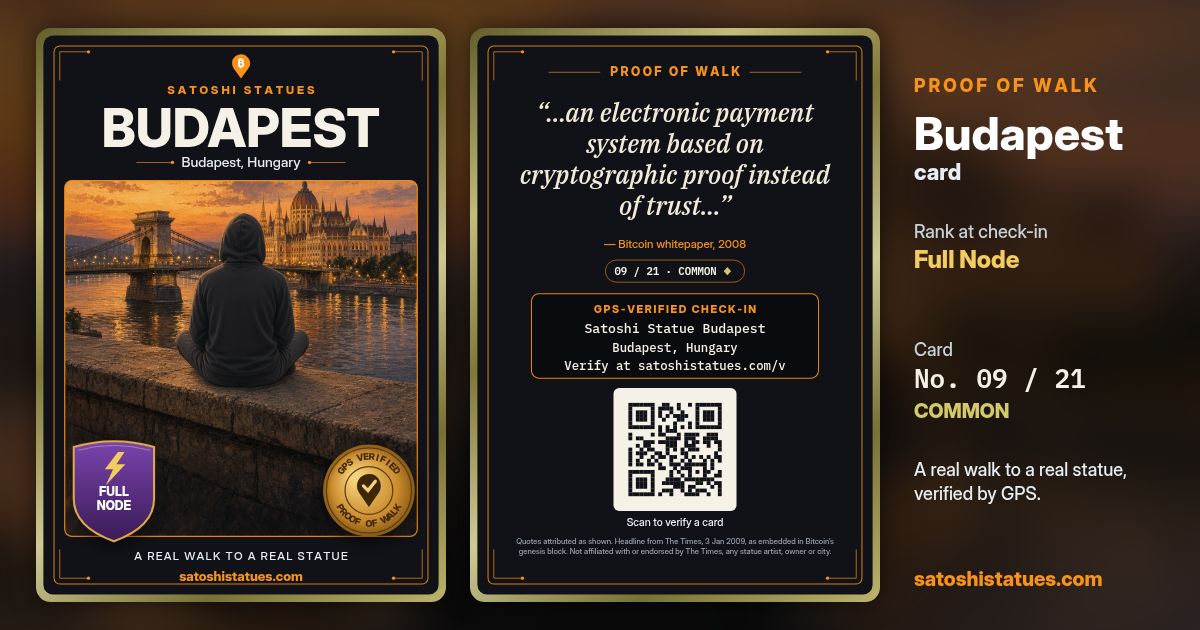 ₿
SATOSHI STATUES
BUDAPEST
Budapest, Hungary
FULL
NODE
GPS VERIFIED
PROOF OF WALK
A REAL WALK TO A REAL STATUE
satoshistatues.com
PROOF OF WALK
“...an electronic payment
system based on
cryptographic proof instead
of trust...”
— Bitcoin whitepaper, 2008
09 / 21 · COMMON ◆
GPS-VERIFIED CHECK-IN
Satoshi Statue Budapest
Budapest, Hungary
Verify at satoshistatues.com/v
Scan to verify a card
Quotes attributed as shown. Headline from The Times, 3 Jan 2009, as embedded in Bitcoin's
genesis block. Not affiliated with or endorsed by The Times, any statue artist, owner or city.
PROOF OF WALK
Budapest
card
Rank at check-in
Full Node
Card
No. 09 / 21
COMMON
A real walk to a real statue,
verified by GPS.
satoshistatues.com